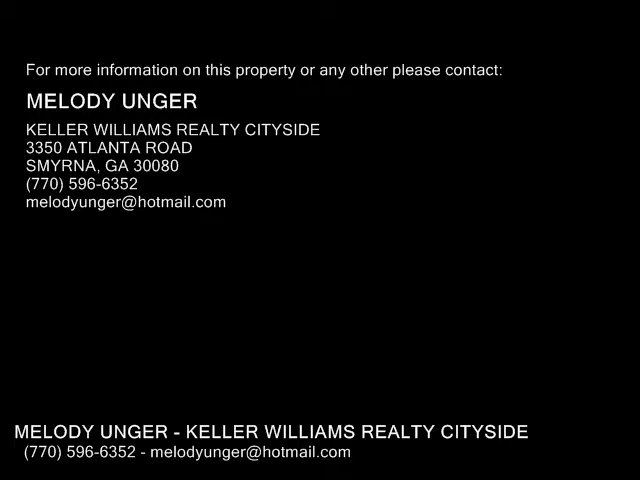 For more information on this property or any other please contact:
MELODY UNGER
KELLER WILLIAMS REALTY CITYSIDE
3350 ATLANTA ROAD
SMYRNA, GA 30080
(770) 596-6352
melodyunger@hotmail.com
MELODY UNGER - KELLER WILLIAMS REALTY CITYSIDE
(770) 596-6352 - melodyunger@hotmail.com